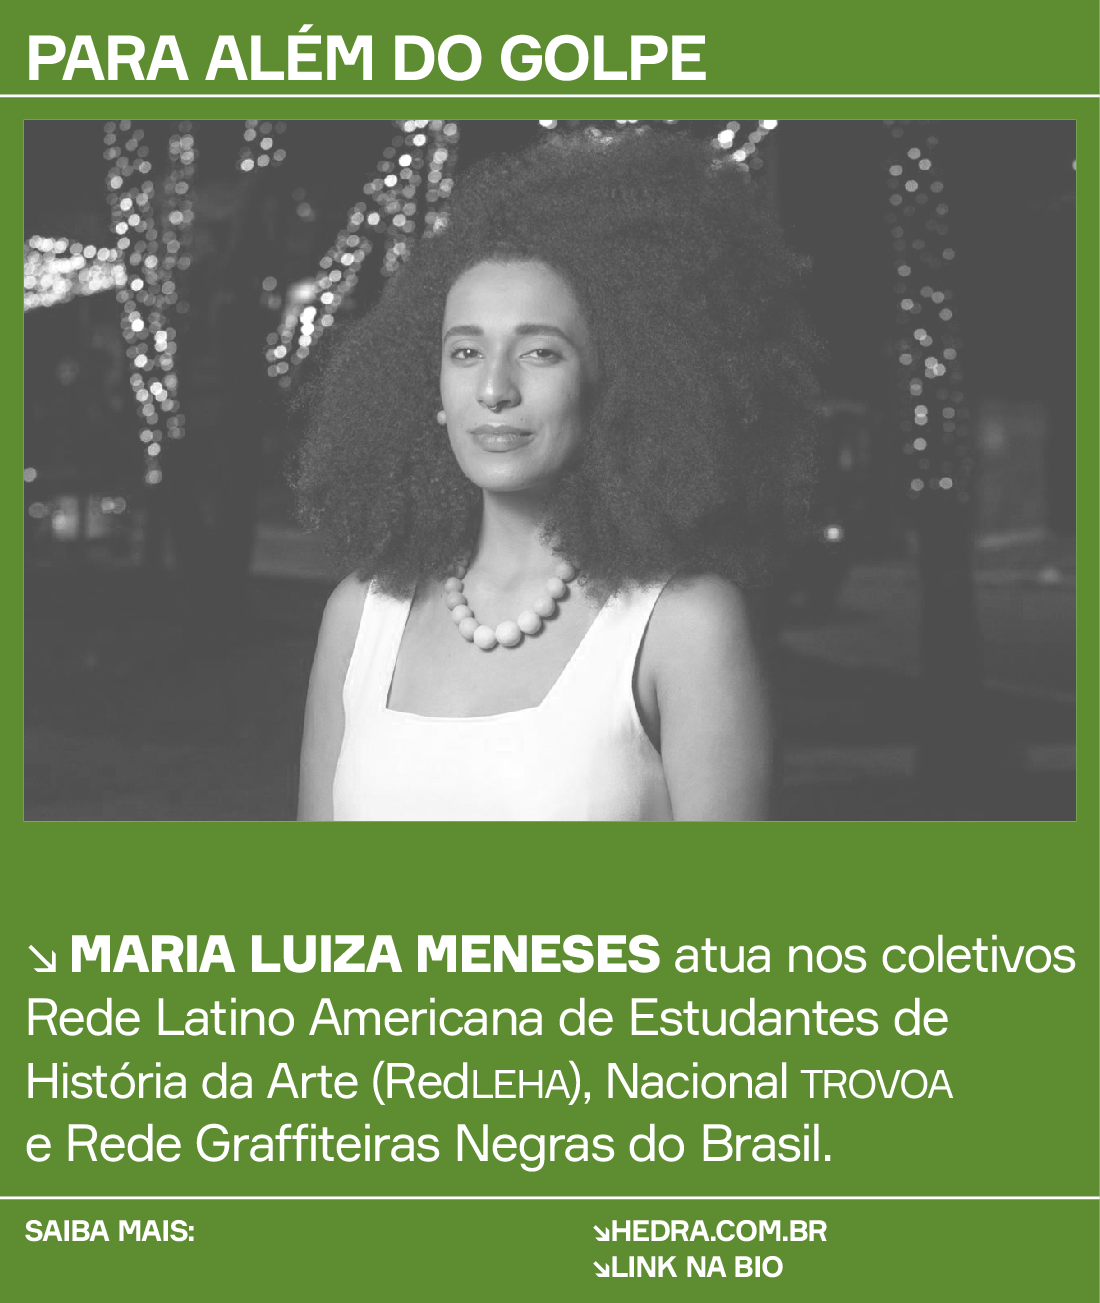 PARA ALÉM DO GOLPE
↘ MARIA LUIZA MENESES atua nos coletivos
Rede Latino Americana de Estudantes de
História da Arte (RedLEHA), Nacional TROVOA
e Rede Graffiteiras Negras do Brasil.
SAIBA MAIS:
↘HEDRA.COM.BR
↘LINK NA BIO